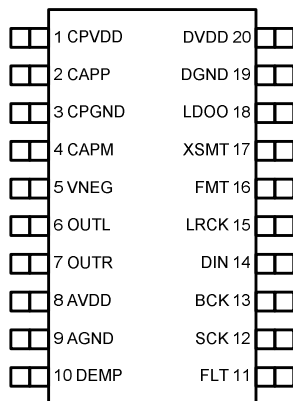 1 CPVDD DVDD 20
2 CAPP DGND 19
3 CPGND LDOO 18
4 CAPM XSMT 17
5 VNEG FMT 16
6 OUTL LRCK 15
7 OUTR DIN 14
8 AVDD BCK 13
9 AGND SCK 12
10 DEMP FLT 11